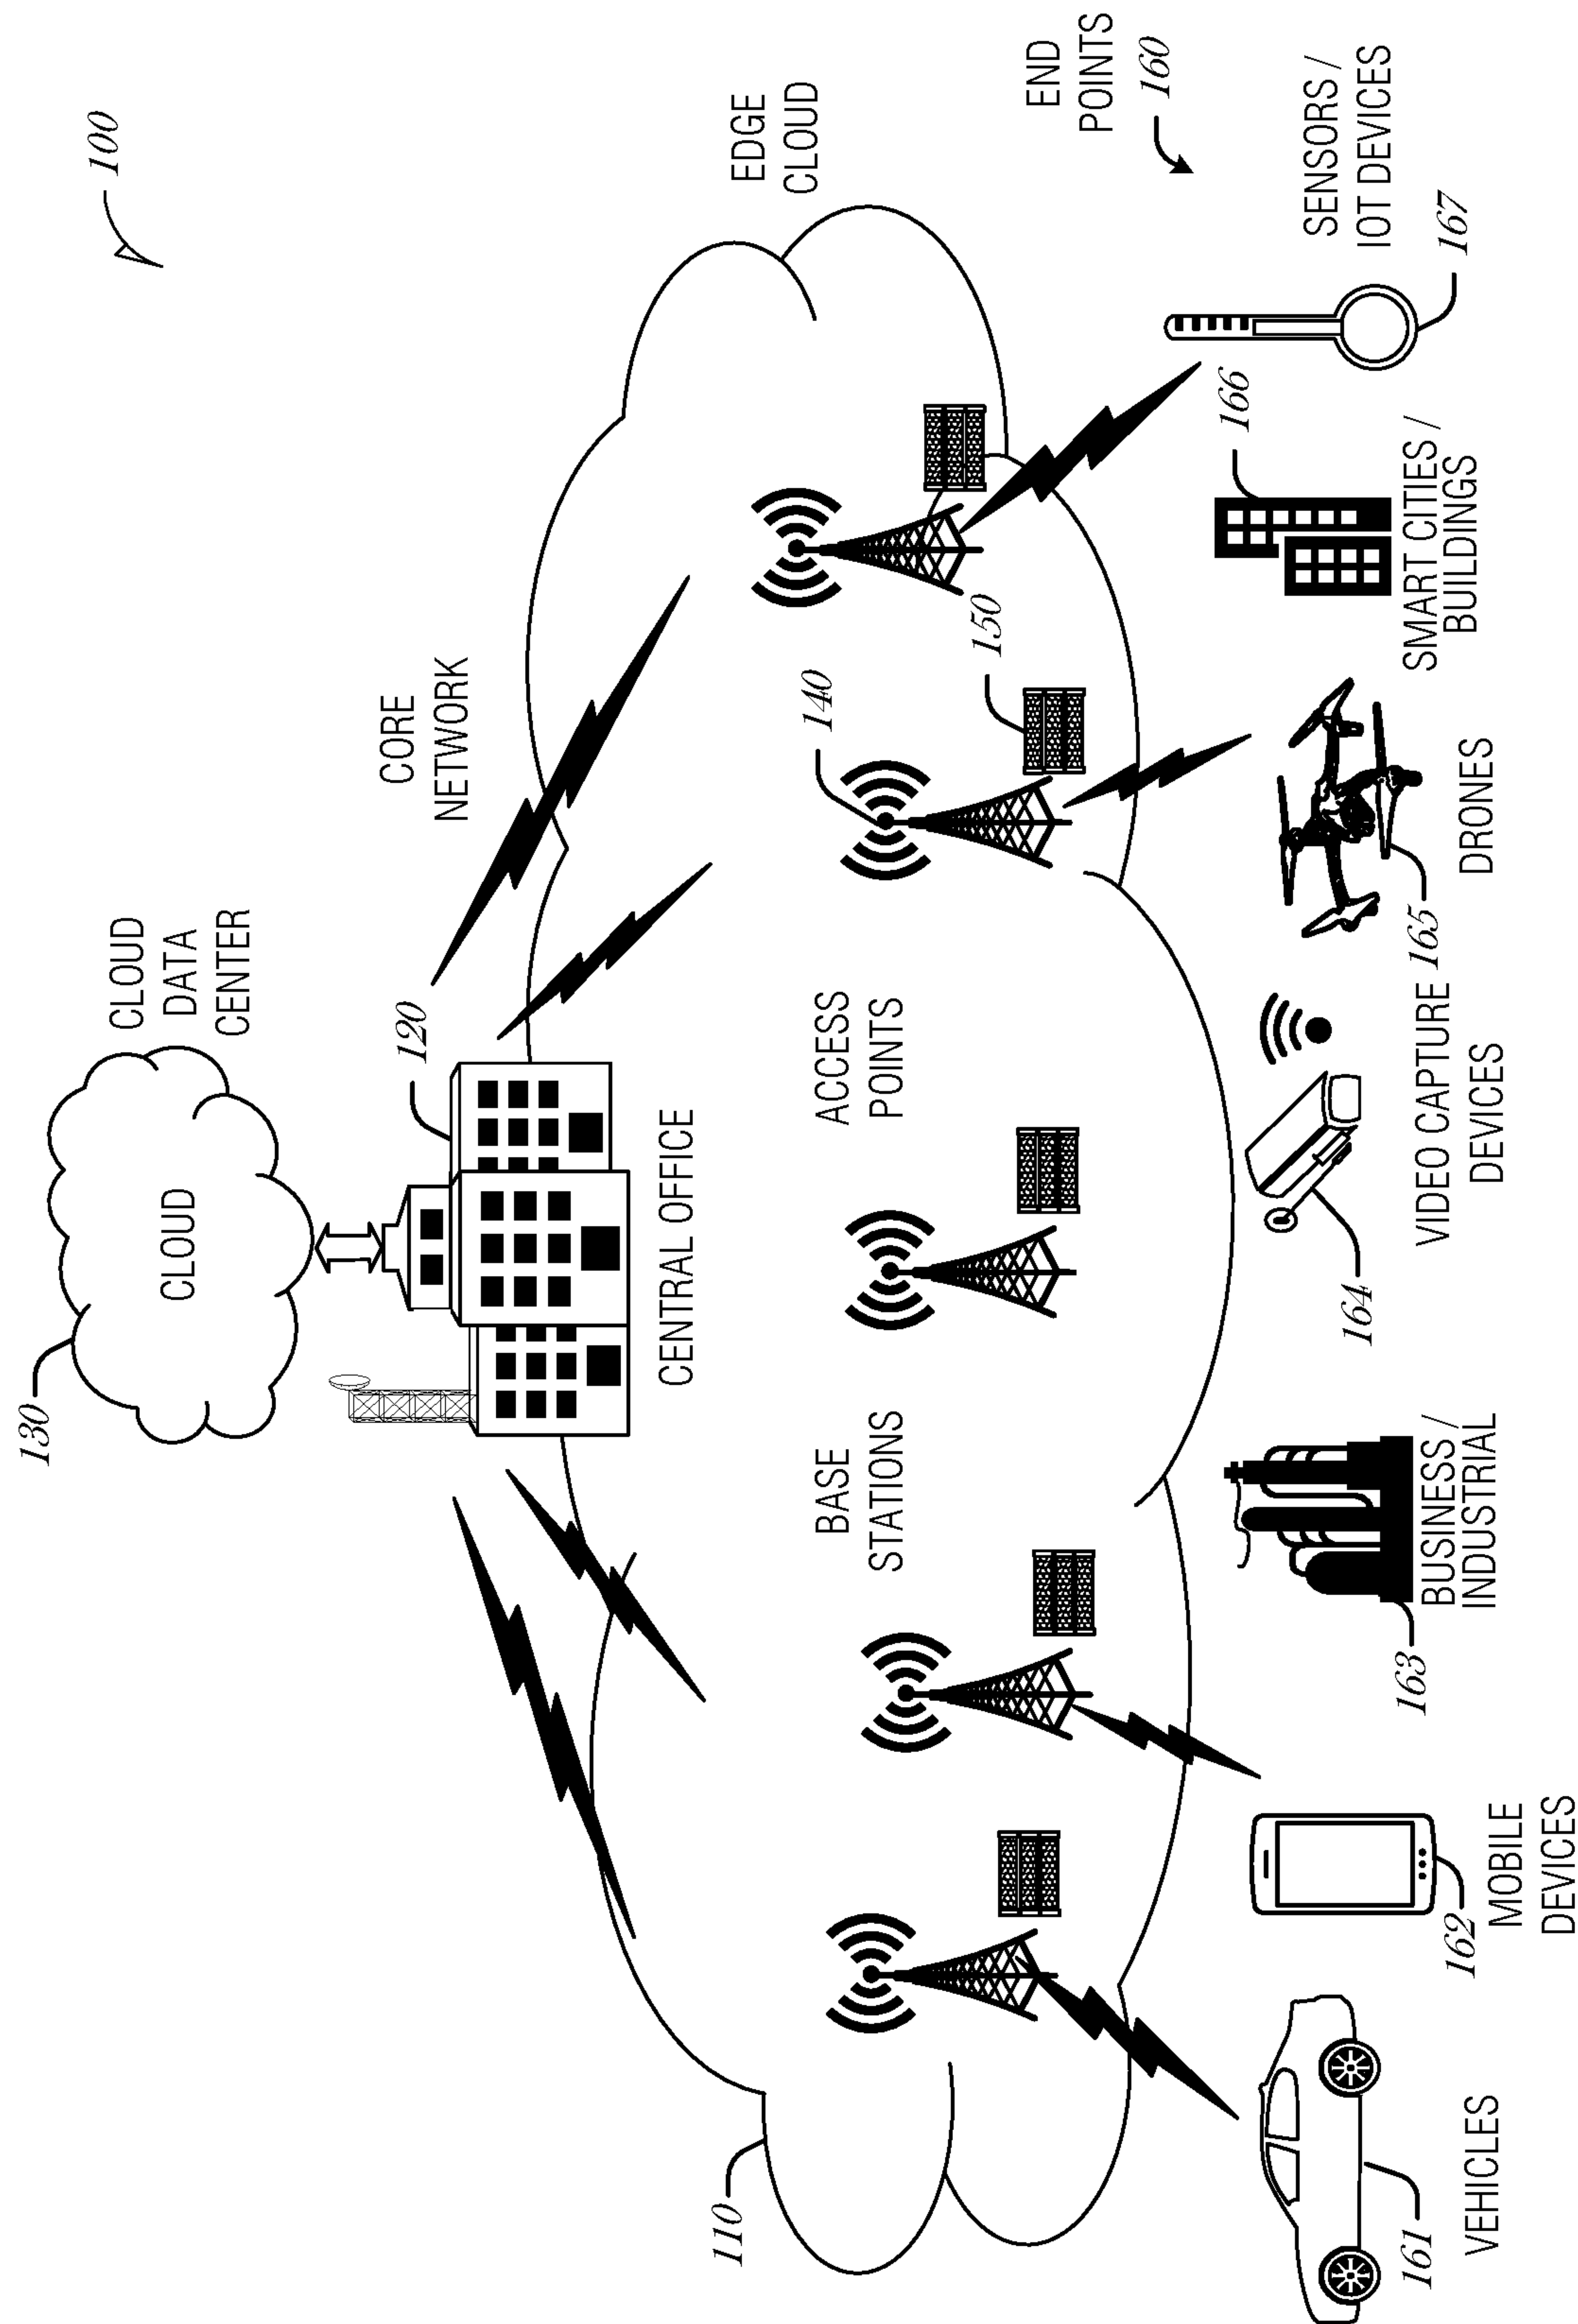 100
130
CLOUD
CLOUD
DATA
CENTER
120
CENTRAL OFFICE
CORE
NETWORK
EDGE
CLOUD
110
BASE
STATIONS
ACCESS
POINTS
140
150
END
POINTS
160
161
VEHICLES
162
MOBILE
DEVICES
163
BUSINESS /
INDUSTRIAL
164
VIDEO CAPTURE
DEVICES
165
DRONES
166
SMART CITIES /
BUILDINGS
SENSORS /
IOT DEVICES
167